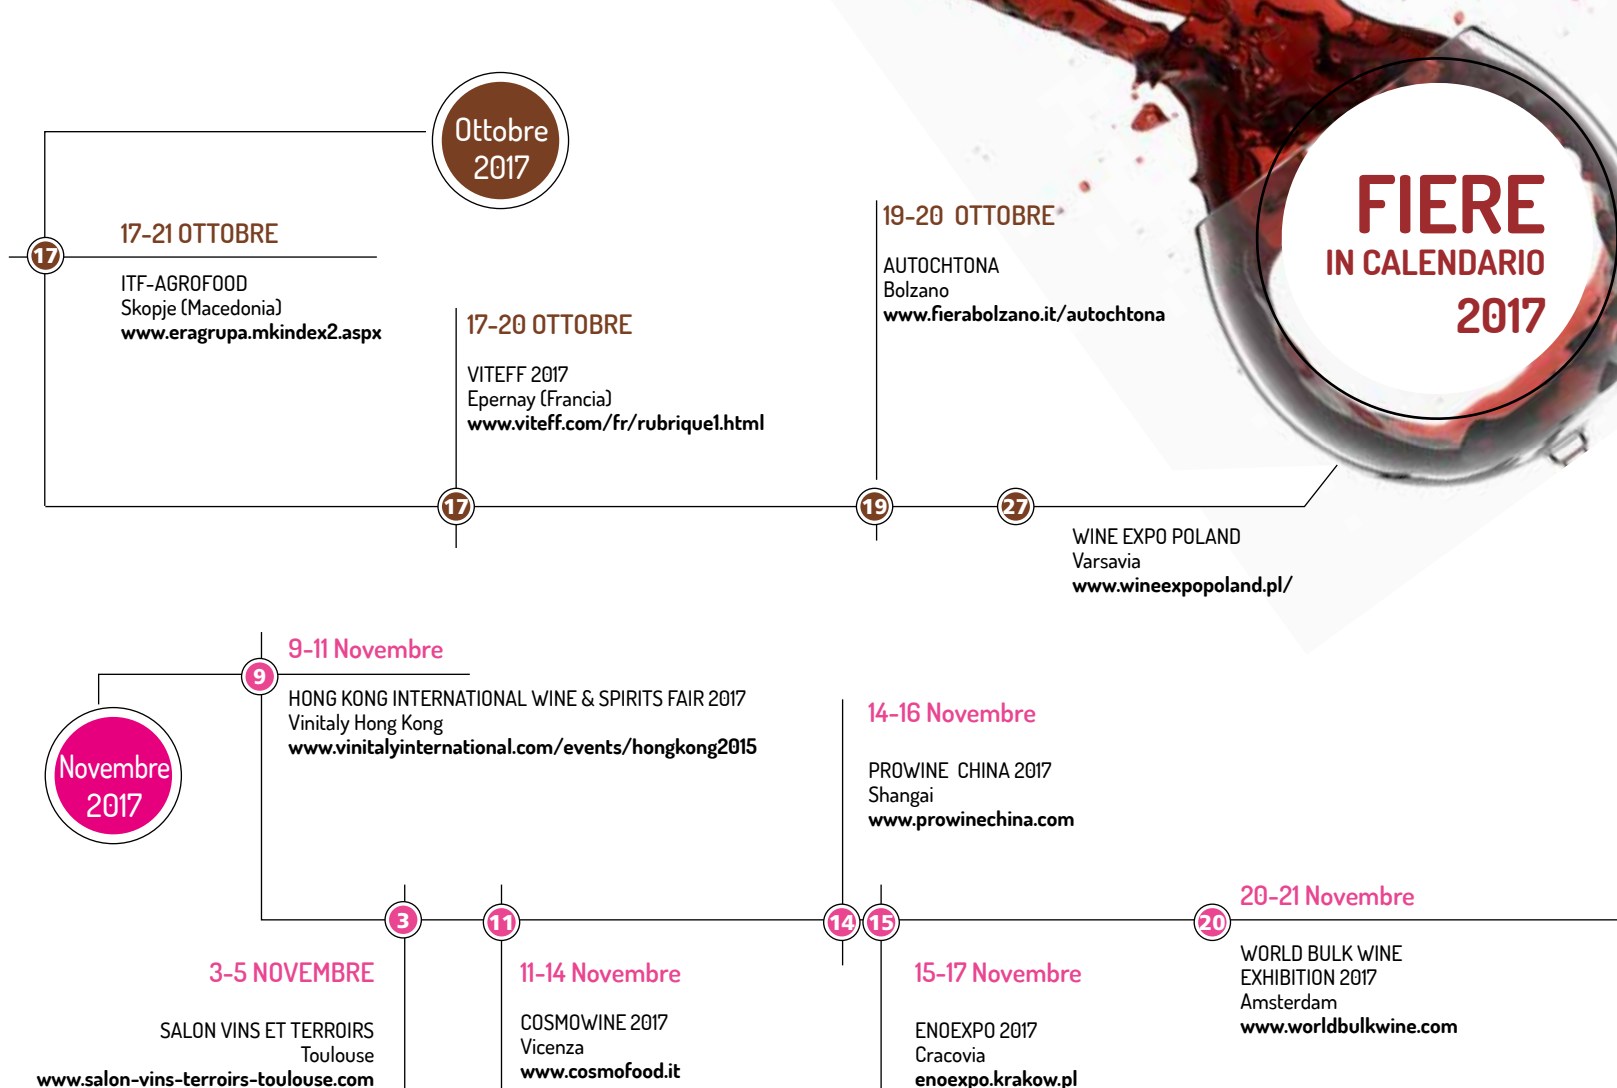 FIERE
IN CALENDARIO
2017
Ottobre
2017
17
17-21 OTTOBRE
ITF-AGROFOOD
Skopje (Macedonia)
www.eragrupa.mkindex2.aspx
17-20 OTTOBRE
VITEFF 2017
Epernay (Francia)
www.viteff.com/fr/rubrique1.html
17
19-20 OTTOBRE
AUTOCHTONA
Bolzano
www.fierabolzano.it/autochtona
19
27
WINE EXPO POLAND
Varsavia
www.wineexpopoland.pl/
Novembre
2017
9
9-11 Novembre
HONG KONG INTERNATIONAL WINE & SPIRITS FAIR 2017
Vinitaly Hong Kong
www.vinitalyinternational.com/events/hongkong2015
3
3-5 NOVEMBRE
SALON VINS ET TERROIRS
Toulouse
www.salon-vins-terroirs-toulouse.com
11
11-14 Novembre
COSMOWINE 2017
Vicenza
www.cosmofood.it
14-16 Novembre
PROWINE CHINA 2017
Shangai
www.prowinechina.com
14
15
15-17 Novembre
ENOEXPO 2017
Cracovia
enoexpo.krakow.pl
20
20-21 Novembre
WORLD BULK WINE
EXHIBITION 2017
Amsterdam
www.worldbulkwine.com